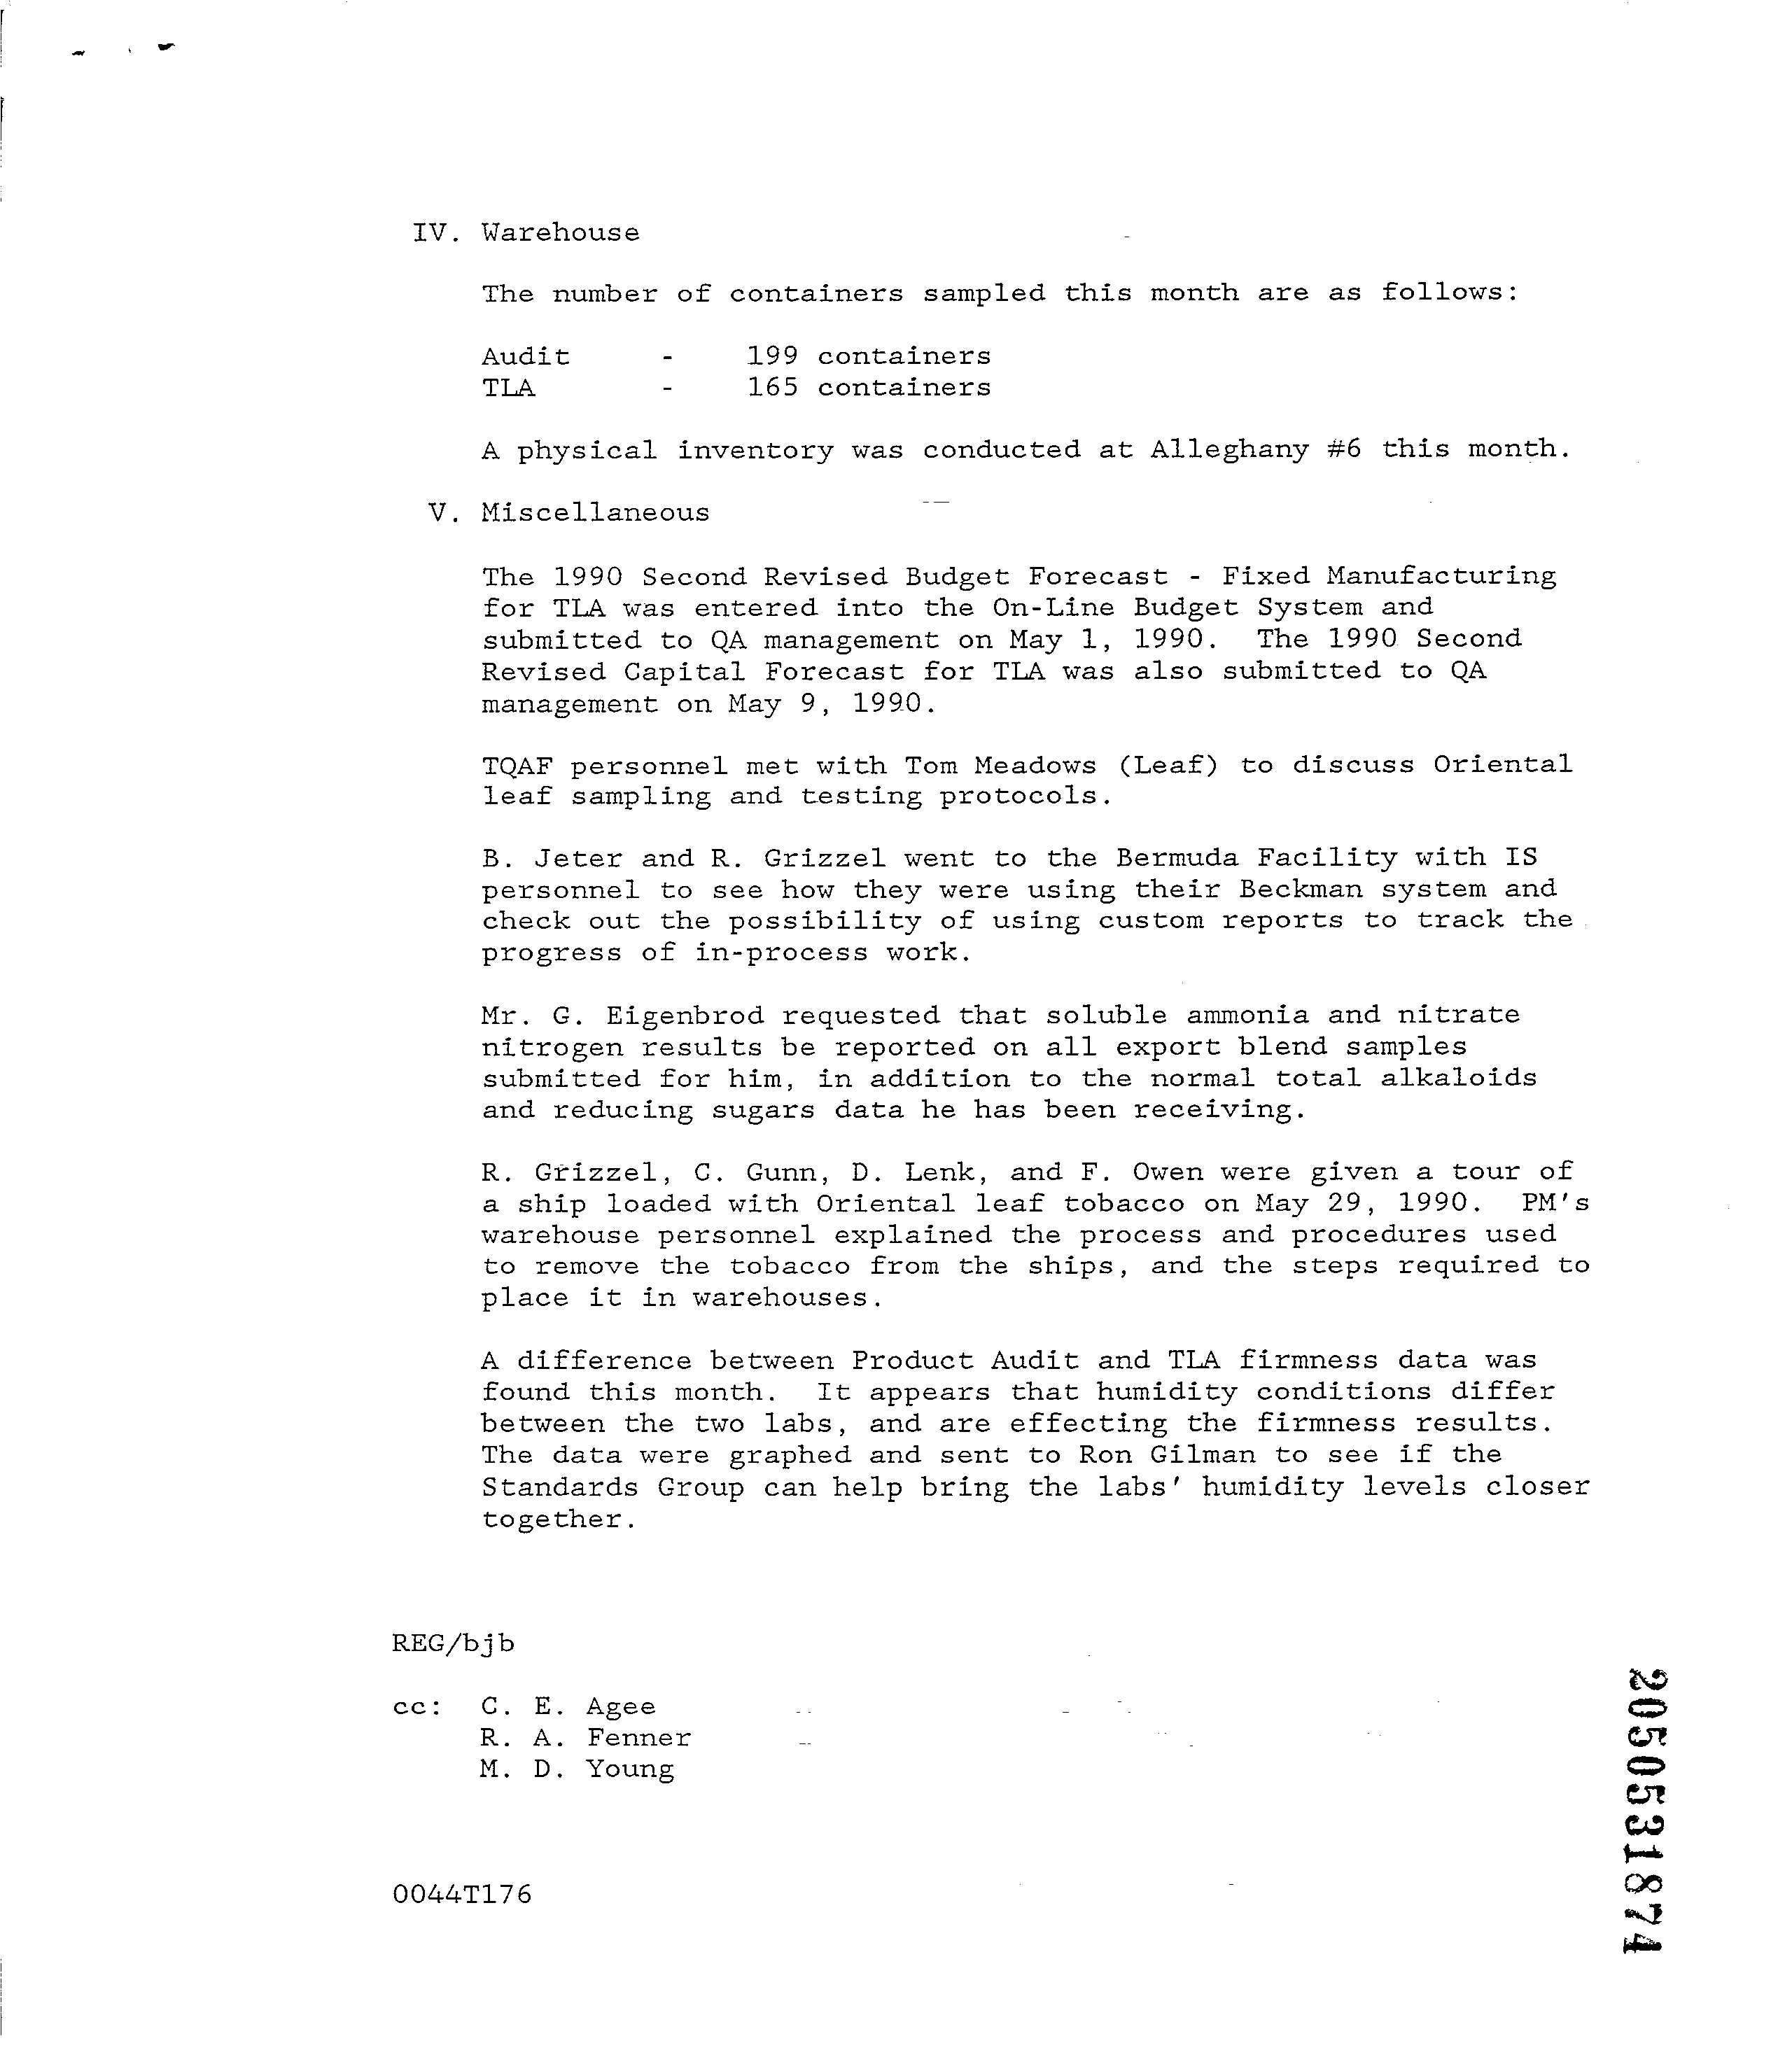 IV. Warehouse
The number of containers sampled this month are as follows:
Audit - 199 containers
TLA - 165 containers
A physical inventory was conducted at Alleghany #6 this month.
V. Miscellaneous
The 1990 Second Revised Budget Forecast - Fixed Manufacturing
for TLA was entered into the On-Line Budget System and
submitted to QA management on May 1, 1990. The 1990 Second
Revised Capital Forecast for TLA was also submitted to QA
management on May 9, 1990.
TQAF personnel met with Tom Meadows (Leaf) to discuss Oriental
leaf sampling and testing protocols.
B. Jeter and R. Grizzel went to the Bermuda Facility with IS
personnel to see how they were using their Beckman system and
check out the possibility of using custom reports to track the
progress of in-process work.
Mr. G. Eigenbrod requested that soluble ammonia and nitrate
nitrogen results be reported on all export blend samples
submitted for him, in addition to the normal total alkaloids
and reducing sugars data he has been receiving.
R. Grizzel, C. Gunn, D. Lenk, and F. Owen were given a tour of
a ship loaded with Oriental leaf tobacco on May 29, 1990. PM's
warehouse personnel explained the process and procedures used
to remove the tobacco from the ships, and the steps required to
place it in warehouses.
A difference between Product Audit and TLA firmness data was
found this month. It appears that humidity conditions differ
between the two labs, and are effecting the firmness results.
The data were graphed and sent to Ron Gilman to see if the
Standards Group can help bring the labs' humidity levels closer
together.
REG/bjb
cc: C. E. Agee
R. A. Fenner
M. D. Young
0044T176
2050531874